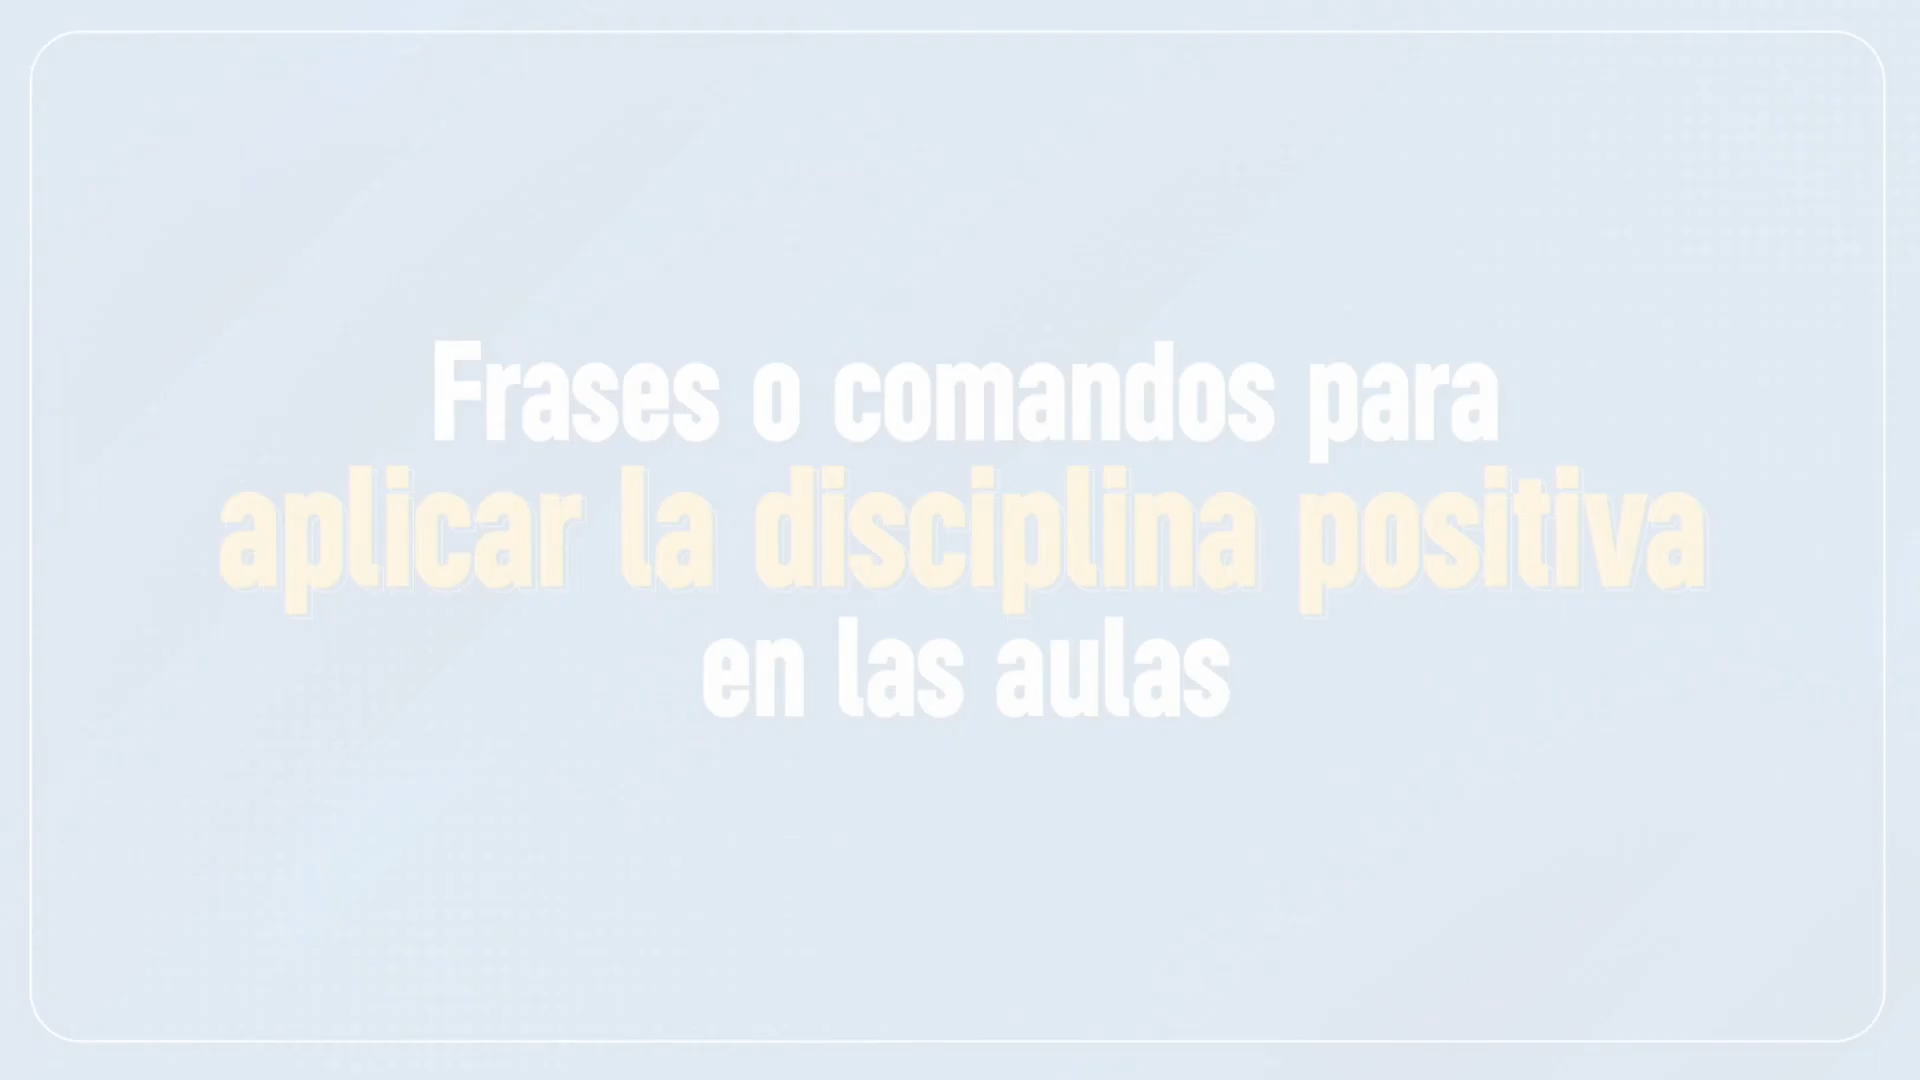 Frases o comandos para
aplicar la disciplina positiva
en las aulas